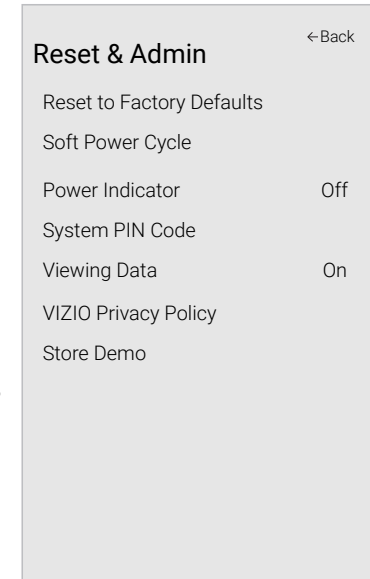 ←Back
Reset & Admin
Reset to Factory Defaults
Soft Power Cycle
Power Indicator Off
System PIN Code
Viewing Data On
VIZIO Privacy Policy
Store Demo